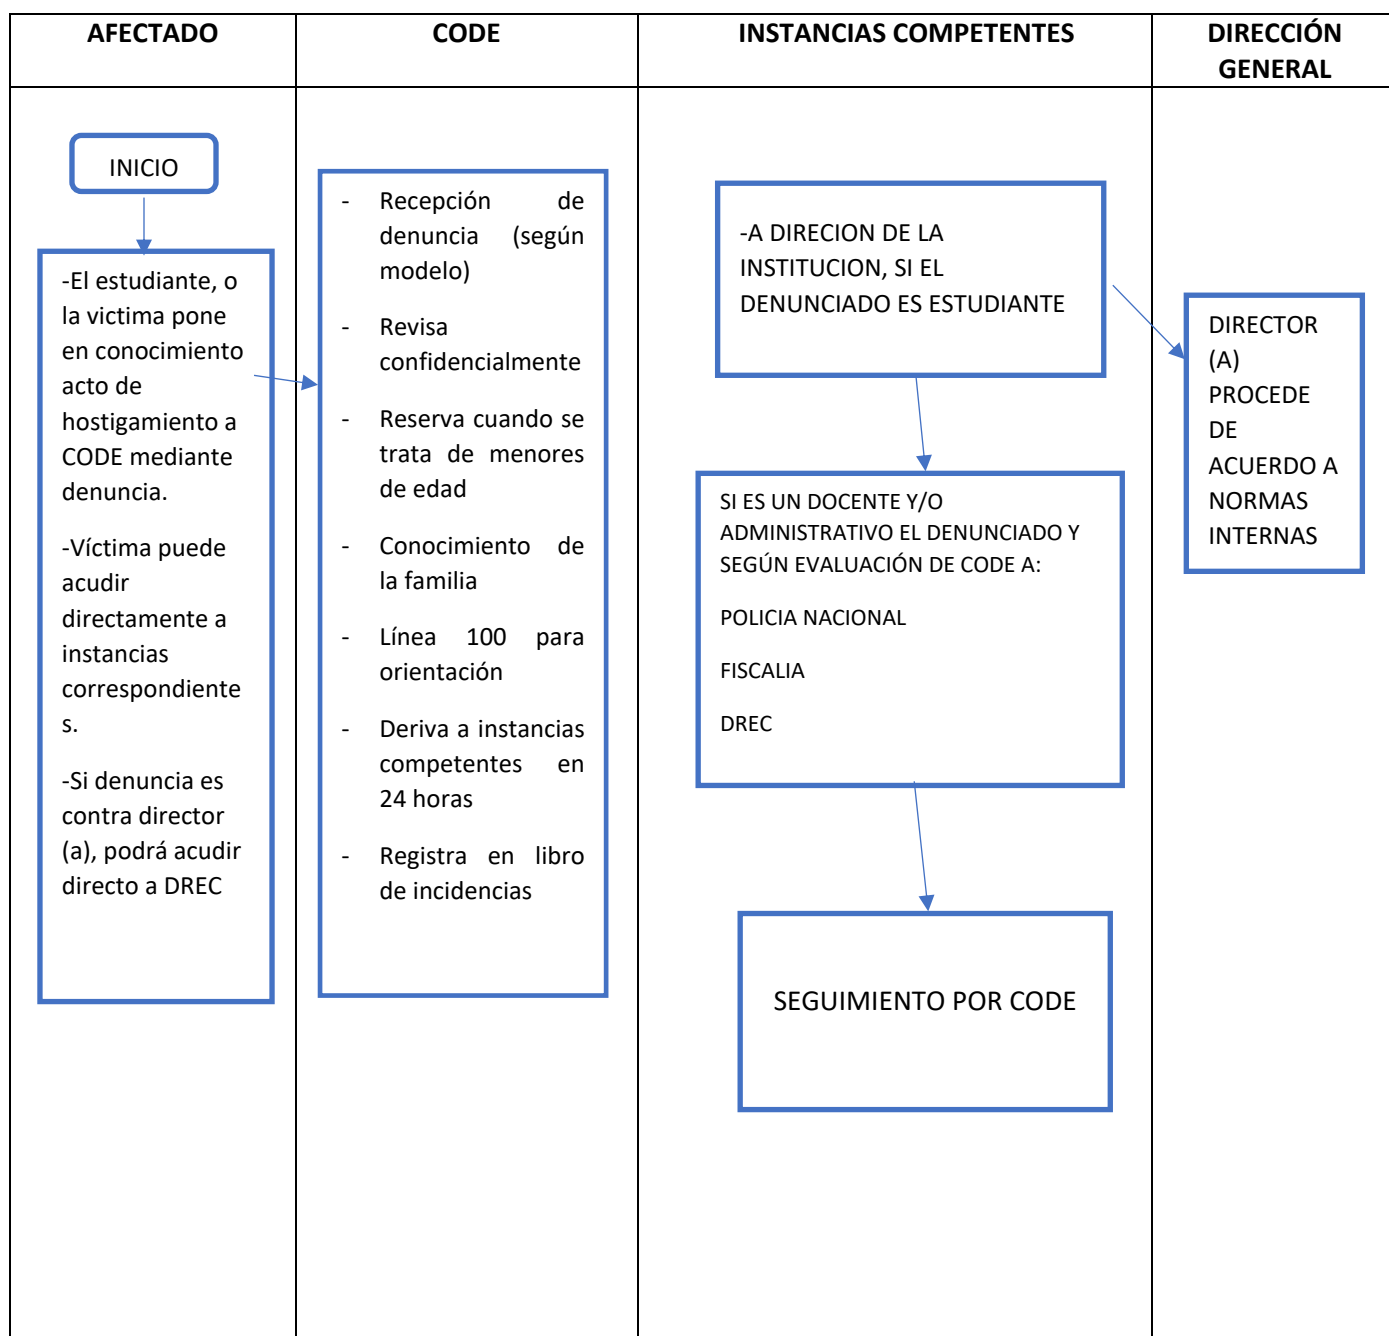 AFECTADO
CODE
INSTANCIAS COMPETENTES
DIRECCIÓN
GENERAL
INICIO
-El estudiante, o
la victima pone
en conocimiento
acto de
hostigamiento a
CODE mediante
denuncia.
-Víctima puede
acudir
directamente a
instancias
correspondiente
s.
-Si denuncia es
contra director
(a), podrá acudir
directo a DREC
- Recepción de
denuncia (según
modelo)
- Revisa
confidencialmente
- Reserva cuando se
trata de menores
de edad
- Conocimiento de
la familia
- Línea 100 para
orientación
- Deriva a instancias
competentes en
24 horas
- Registra en libro
de incidencias
-A DIRECION DE LA
INSTITUCION, SI EL
DENUNCIADO ES ESTUDIANTE
SI ES UN DOCENTE Y/O
ADMINISTRATIVO EL DENUNCIADO Y
SEGÚN EVALUACIÓN DE CODE A:
POLICIA NACIONAL
FISCALIA
DREC
SEGUIMIENTO POR CODE
DIRECTOR
(A)
PROCEDE
DE
ACUERDO A
NORMAS
INTERNAS